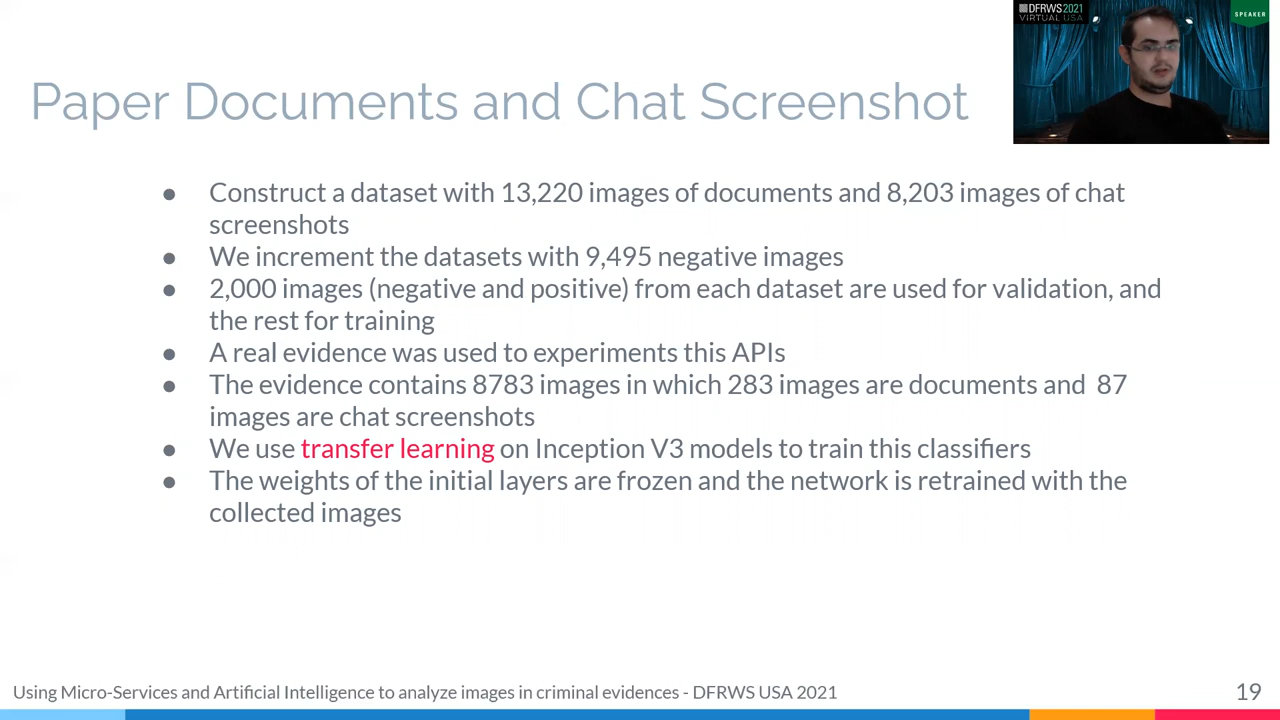 DFRWS2021
VIRTUAL USA
SPEAKER
Paper Documents and Chat Screenshot
● Construct a dataset with 13,220 images of documents and 8,203 images of chat
screenshots
● We increment the datasets with 9,495 negative images
● 2,000 images (negative and positive) from each dataset are used for validation, and
the rest for training
● A real evidence was used to experiments this APIs
● The evidence contains 8783 images in which 283 images are documents and 87
images are chat screenshots
● We use transfer learning on Inception V3 models to train this classifiers
● The weights of the initial layers are frozen and the network is retrained with the
collected images
Using Micro-Services and Artificial Intelligence to analyze images in criminal evidences - DFRWS USA 2021
19